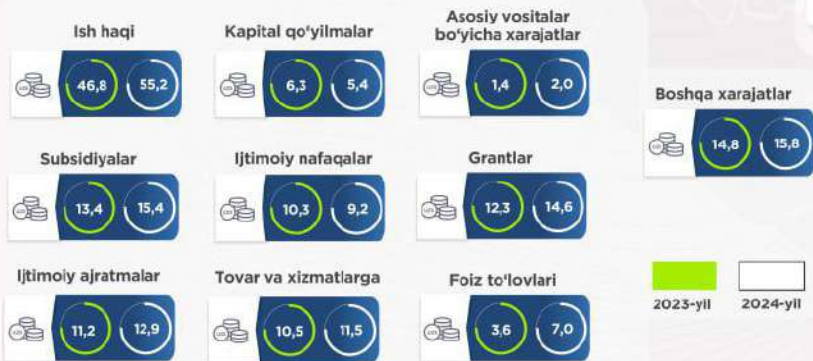 Ish haqi
46,8
55,2
Kapital qo'yilmalar
6,3
5,4
Asosiy vositalar
bo'yicha xarajatlar
1,4
2,0
Boshqa xarajatlar
14,8
15,8
Subsidiyalar
13,4
15,4
Ijtimoiy nafaqalar
10,3
9,2
Grantlar
12,3
14,6
Ijtimoiy ajratmalar
11,2
12,9
Tovar va xizmatlarga
10,5
11,5
Foiz to'lovlari
3,6
7,0
2023-yil
2024-yil